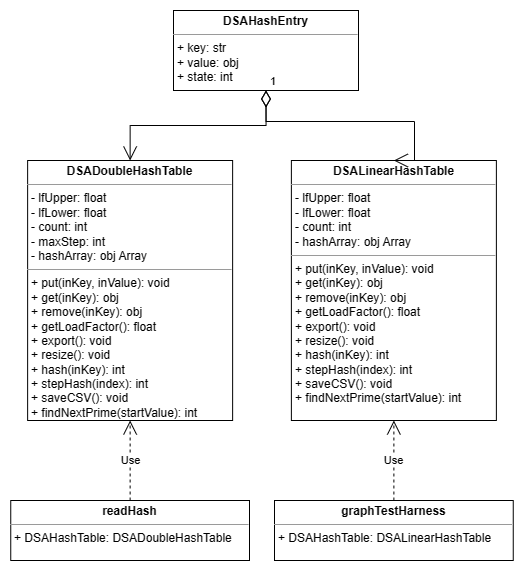 DSAHashEntry
+ key: str
+ value: obj
+ state: int
1
DSADoubleHashTable
- lfUpper: float
- lfLower: float
- count: int
- maxStep: int
- hashArray: obj Array
+ put(inKey, inValue): void
+ get(inKey): obj
+ remove(inKey): obj
+ getLoadFactor(): float
+ export(): void
+ resize(): void
+ hash(inKey): int
+ stepHash(index): int
+ saveCSV(): void
+ findNextPrime(startValue): int
DSALinearHashTable
- lfUpper: float
- lfLower: float
- count: int
- hashArray: obj Array
+ put(inKey, inValue): void
+ get(inKey): obj
+ remove(inKey): obj
+ getLoadFactor(): float
+ export(): void
+ resize(): void
+ hash(inKey): int
+ stepHash(index): int
+ saveCSV(): void
+ findNextPrime(startValue): int
Use
Use
readHash
+ DSAHashTable: DSADoubleHashTable
graphTestHarness
+ DSAHashTable: DSALinearHashTable